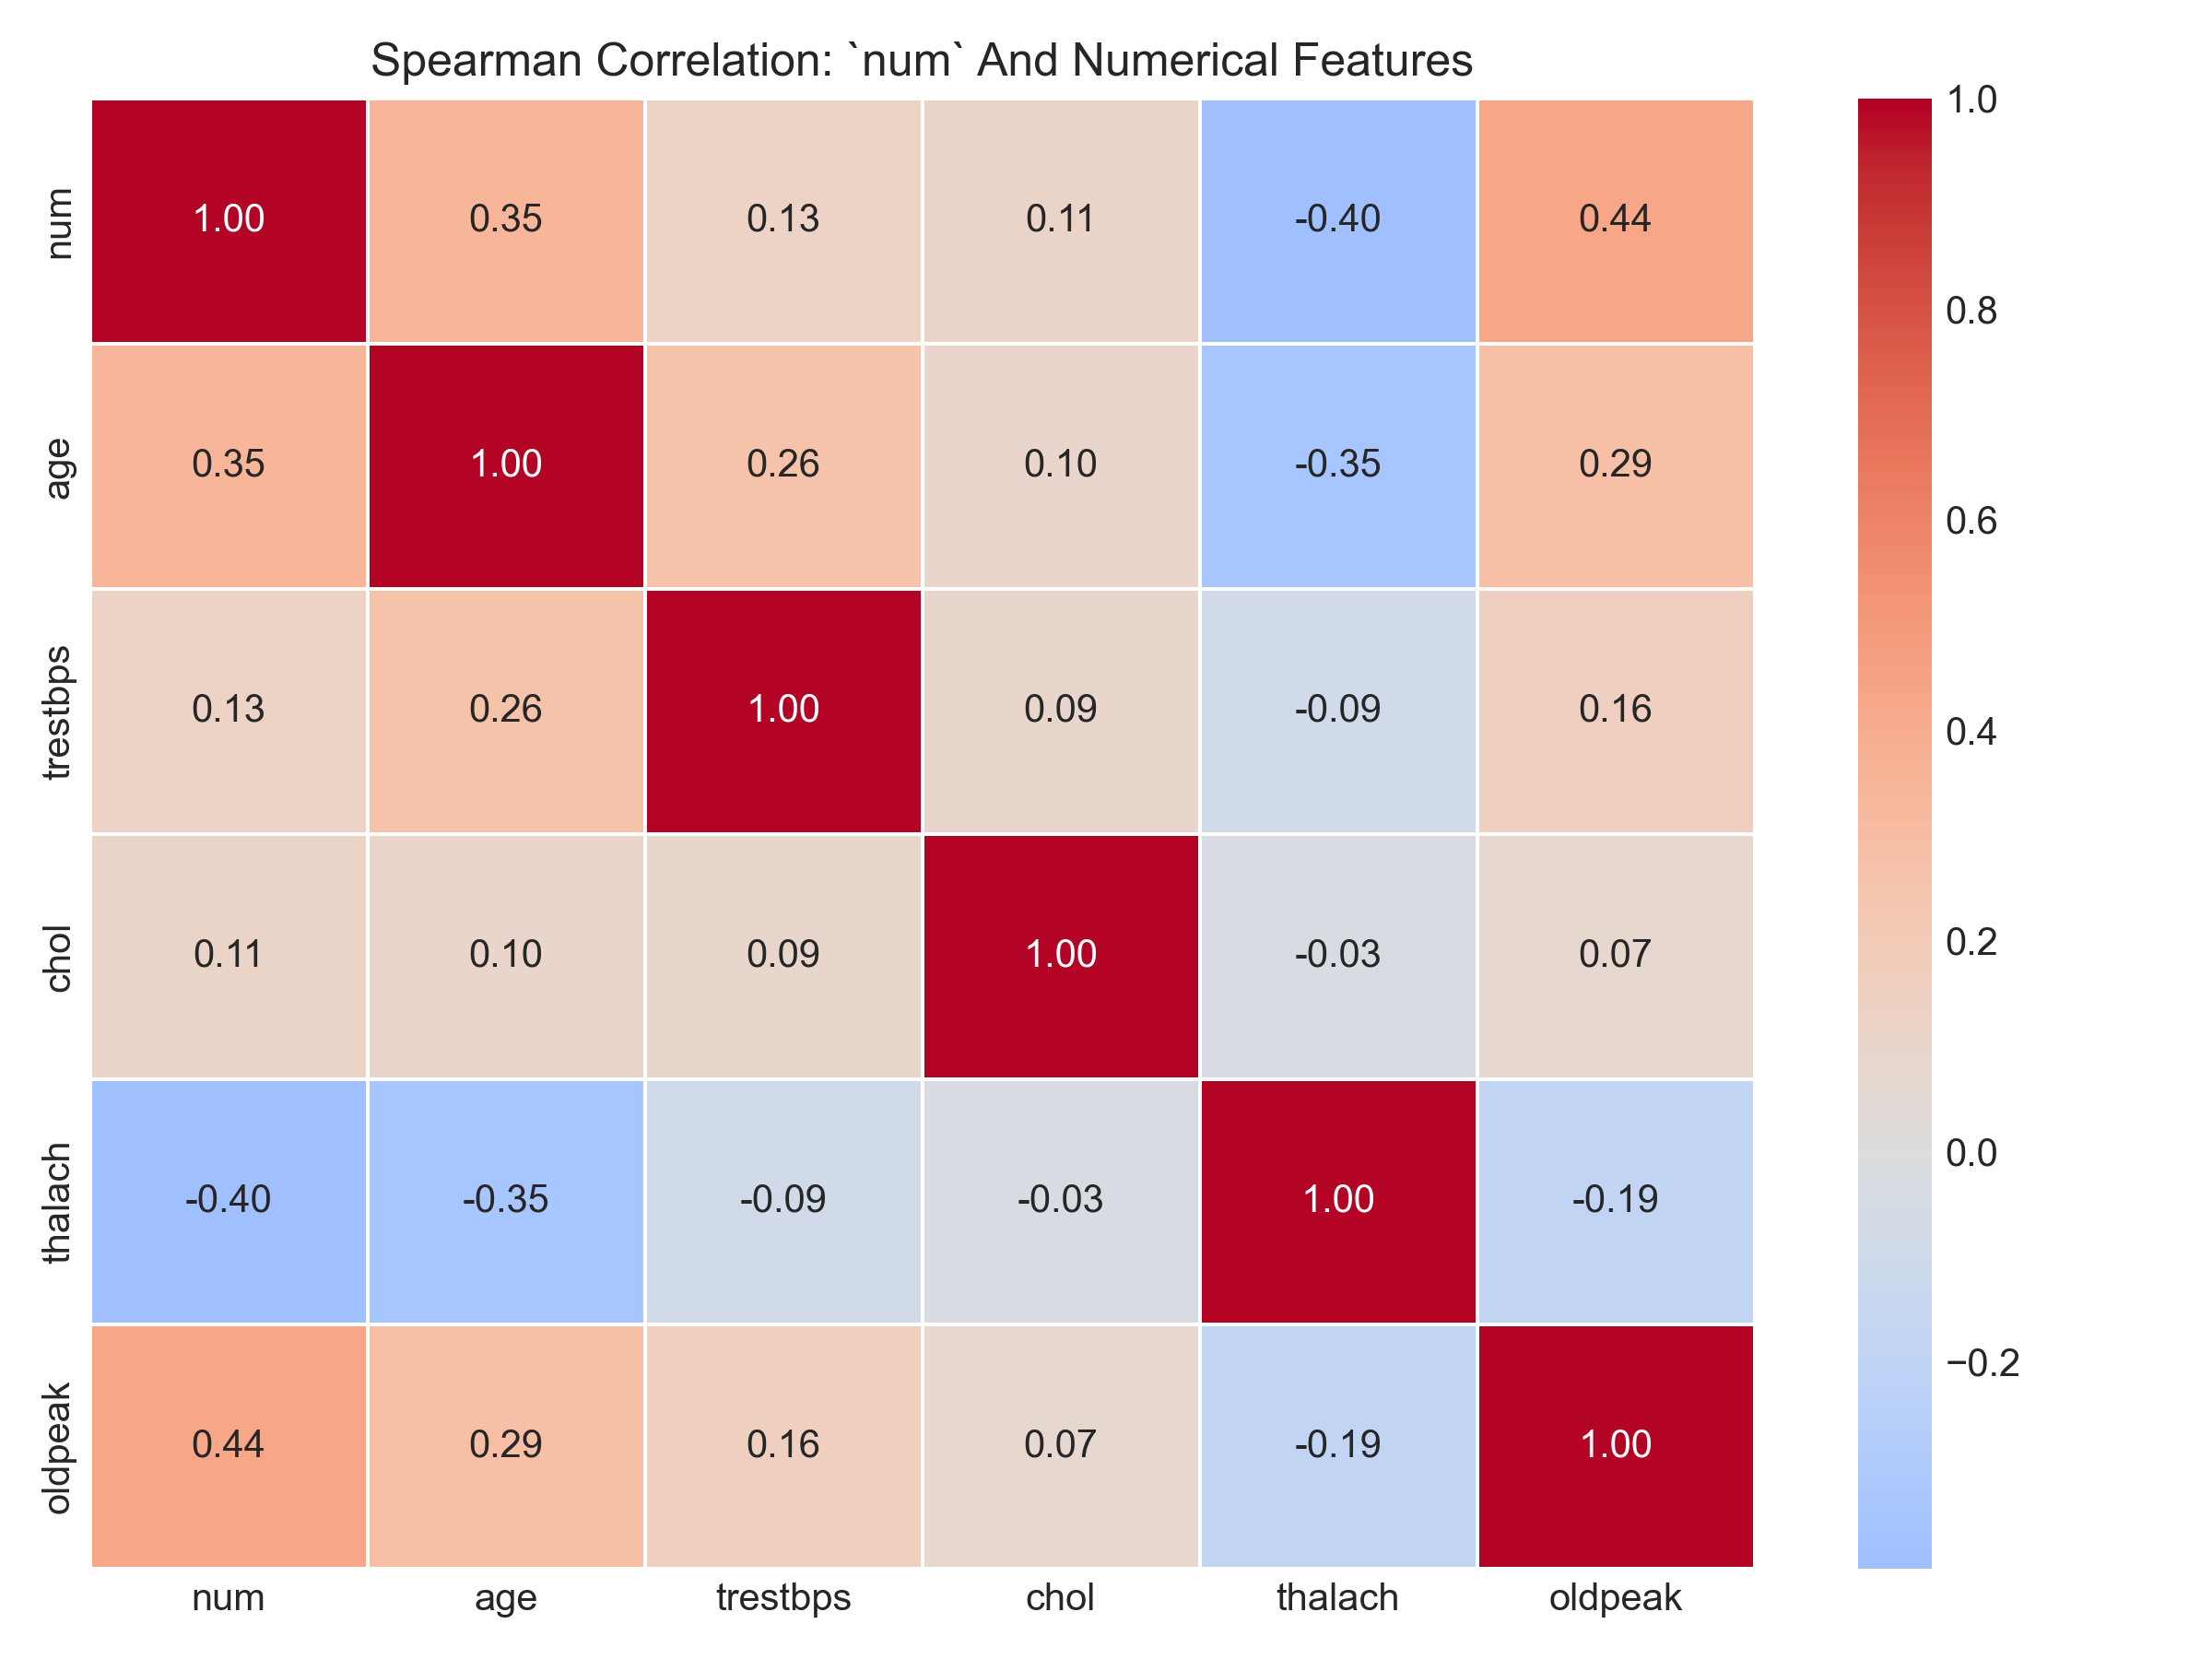 Spearman Correlation: `num` And Numerical Features
num 1.00 0.35 0.13 0.11 -0.40 0.44
age 0.35 1.00 0.26 0.10 -0.35 0.29
trestbps 0.13 0.26 1.00 0.09 -0.09 0.16
chol 0.11 0.10 0.09 1.00 -0.03 0.07
thalach -0.40 -0.35 -0.09 -0.03 1.00 -0.19
oldpeak 0.44 0.29 0.16 0.07 -0.19 1.00
num age trestbps chol thalach oldpeak
1.0
0.8
0.6
0.4
0.2
0.0
−0.2